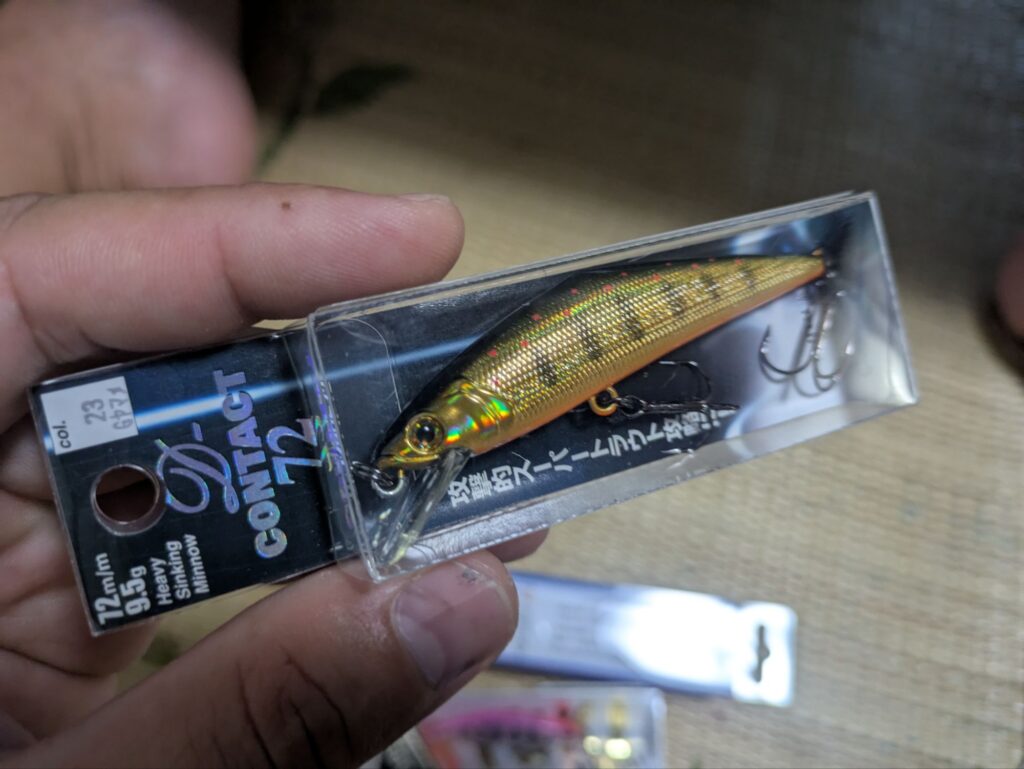 col.
23
D-
CONTACT
72
72m/m
9.5g
Heavy
Sinking
Minnow
攻撃的スーパートラウト攻略